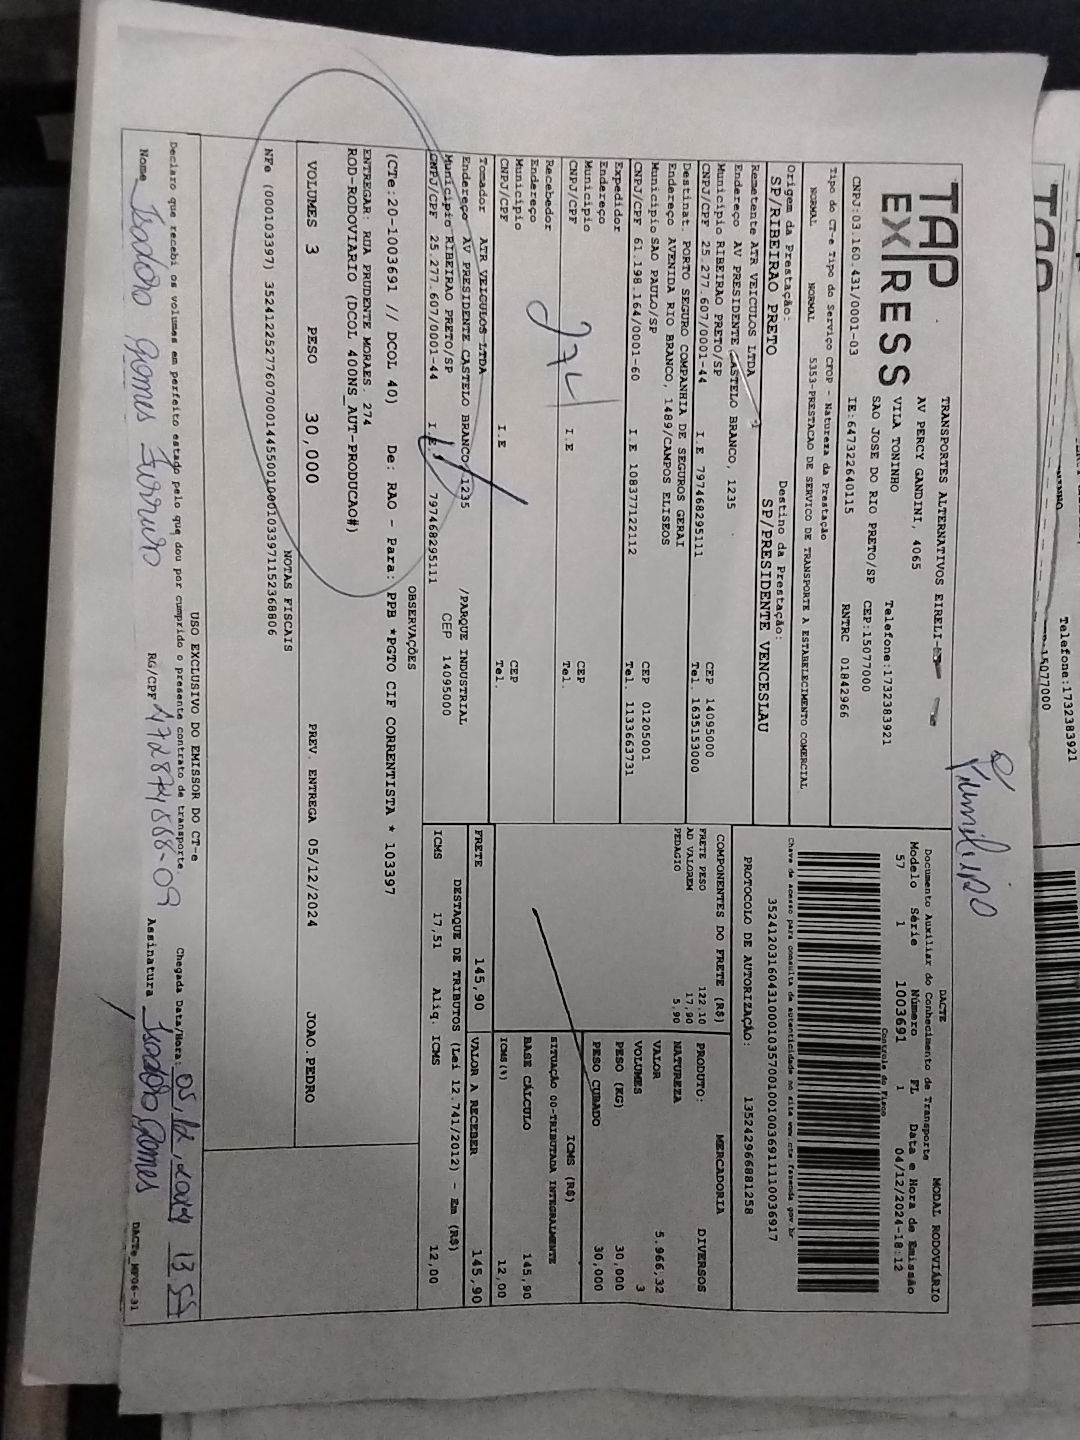 TAP
EXPRESS
TRANSPORTES ALTERNATIVOS EIRELI-
AV PERCY GANDINI, 4065
VILA TONINHO
SAO JOSE DO RIO PRETO/SP
Telefone:1732383921
CEP:15077000
CNPJ:03.160.431/0001-03 IE:647322640115 RNTRC 01842966
DACTE MODAL RODOVIÁRIO
Documento Auxiliar do Conhecimento de Transporte
Modelo Série Número FL Data e Hora de Emissão
57 1 1003691 1 04/12/2024-18:12
Controle do Fisco
Chave de acesso para consulta de autenticidade no site www.cte.fazenda.gov.br
Tipo do CT-e Tipo do Serviço CFOP - Natureza da Prestação
NORMAL NORMAL 5353-PRESTACAO DE SERVICO DE TRANSPORTE A ESTABELECIMENTO COMERCIAL
PROTOCOLO DE AUTORIZAÇÃO: 135242966881258
Origem da Prestação: Destino da Prestação:
SP/RIBEIRAO PRETO SP/PRESIDENTE VENCESLAU
Remetente ATR VEICULOS LTDA
Endereço AV PRESIDENTE CASTELO BRANCO, 1235
Município RIBEIRAO PRETO/SP CEP 14095000
CNPJ/CPF 25.277.607/0001-44 I.E 797468295111 Tel. 1635153000
Destinat. PORTO SEGURO COMPANHIA DE SEGUROS GERAI
Endereço AVENIDA RIO BRANCO, 1489/CAMPOS ELISEOS
Município SAO PAULO/SP CEP 01205001
CNPJ/CPF 61.198.164/0001-60 I.E 108377122112 Tel. 1133663731
Expedidor
Endereço
Município CEP
CNPJ/CPF I.E Tel.
Recebedor
Endereço
Município CEP
CNPJ/CPF I.E Tel.
274
Tomador ATR VEICULOS LTDA
Endereço AV PRESIDENTE CASTELO BRANCO, 1235 /PARQUE INDUSTRIAL
Município RIBEIRAO PRETO/SP CEP 14095000
CNPJ/CPF 25.277.607/0001-44 I.E. 797468295111
COMPONENTES DO FRETE (R$)
FRETE PESO 122,10
AD VALOREM 17,90
PEDAGIO 5,90
MERCADORIA
PRODUTO: DIVERSOS
NATUREZA
VALOR 5.966,32
VOLUMES 3
PESO (KG) 30,000
PESO CUBADO 30,000
ICMS (R$)
SITUAÇÃO 00-TRIBUTADA INTEGRALMENTE
BASE CÁLCULO 145,90
ICMS(%) 12,00
FRETE 145,90 VALOR A RECEBER 145,90
DESTAQUE DE TRIBUTOS (Lei 12.741/2012) - Em (R$)
ICMS 17,51 Aliq. ICMS 12,00
OBSERVAÇÕES
(CTe:20-1003691 // DCOL 40) De: RAO - Para: PPB *PGTO CIF CORRENTISTA * 103397
ENTREGAR: RUA PRUDENTE MORAES. 274
ROD-RODOVIARIO (DCOL 400NS_AUT-PRODUCAO#)
VOLUMES 3 PESO 30,000 PREV. ENTREGA 05/12/2024 JOAO.PEDRO
NOTAS FISCAIS
USO EXCLUSIVO DO EMISSOR DO CT-e
Declaro que recebi os volumes em perfeito estado pelo que dou por cumprido o presente contrato de transporte Chegada Data/Hora: 05,12,2024 13 57
Nome Isadora Gomes RG/CPF Assinatura Isadora Gomes
DACTe_MP06-31
Telefone:1732383921
:15077000